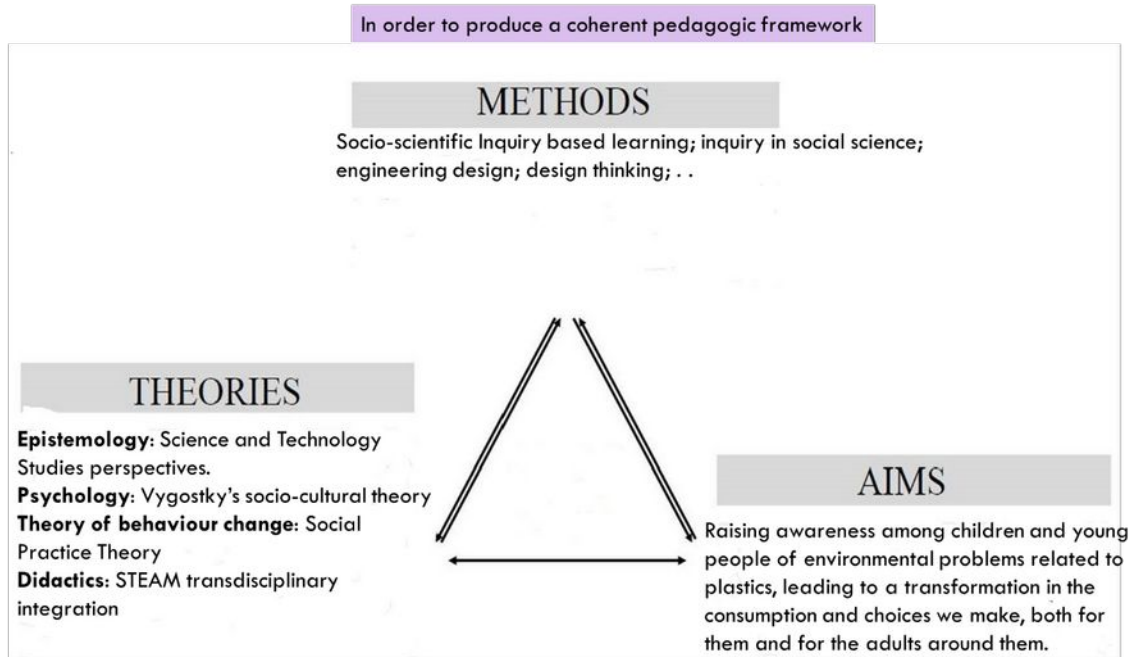 In order to produce a coherent pedagogic framework
METHODS
Socio-scientific Inquiry based learning; inquiry in social science;
engineering design; design thinking; . .
THEORIES
Epistemology: Science and Technology
Studies perspectives.
Psychology: Vygostky's socio-cultural theory
Theory of behaviour change: Social
Practice Theory
Didactics: STEAM transdisciplinary
integration
AIMS
Raising awareness among children and young
people of environmental problems related to
plastics, leading to a transformation in the
consumption and choices we make, both for
them and for the adults around them.